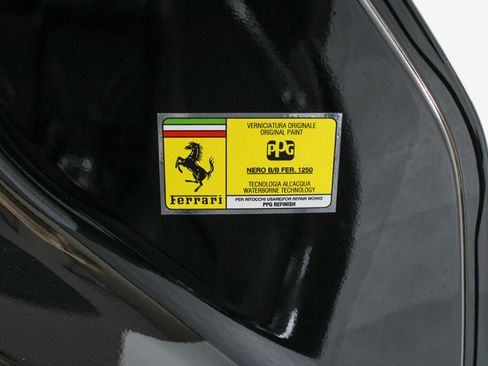 VERNICIATURA ORIGINALE
ORIGINAL PAINT
PPG
NERO B/B FER. 1250
TECNOLOGIA ALL'ACQUA
WATERBORNE TECHNOLOGY
Ferrari
PER RITOCCHI USARE/FOR REPAIR WORKS
PPG REFINISH